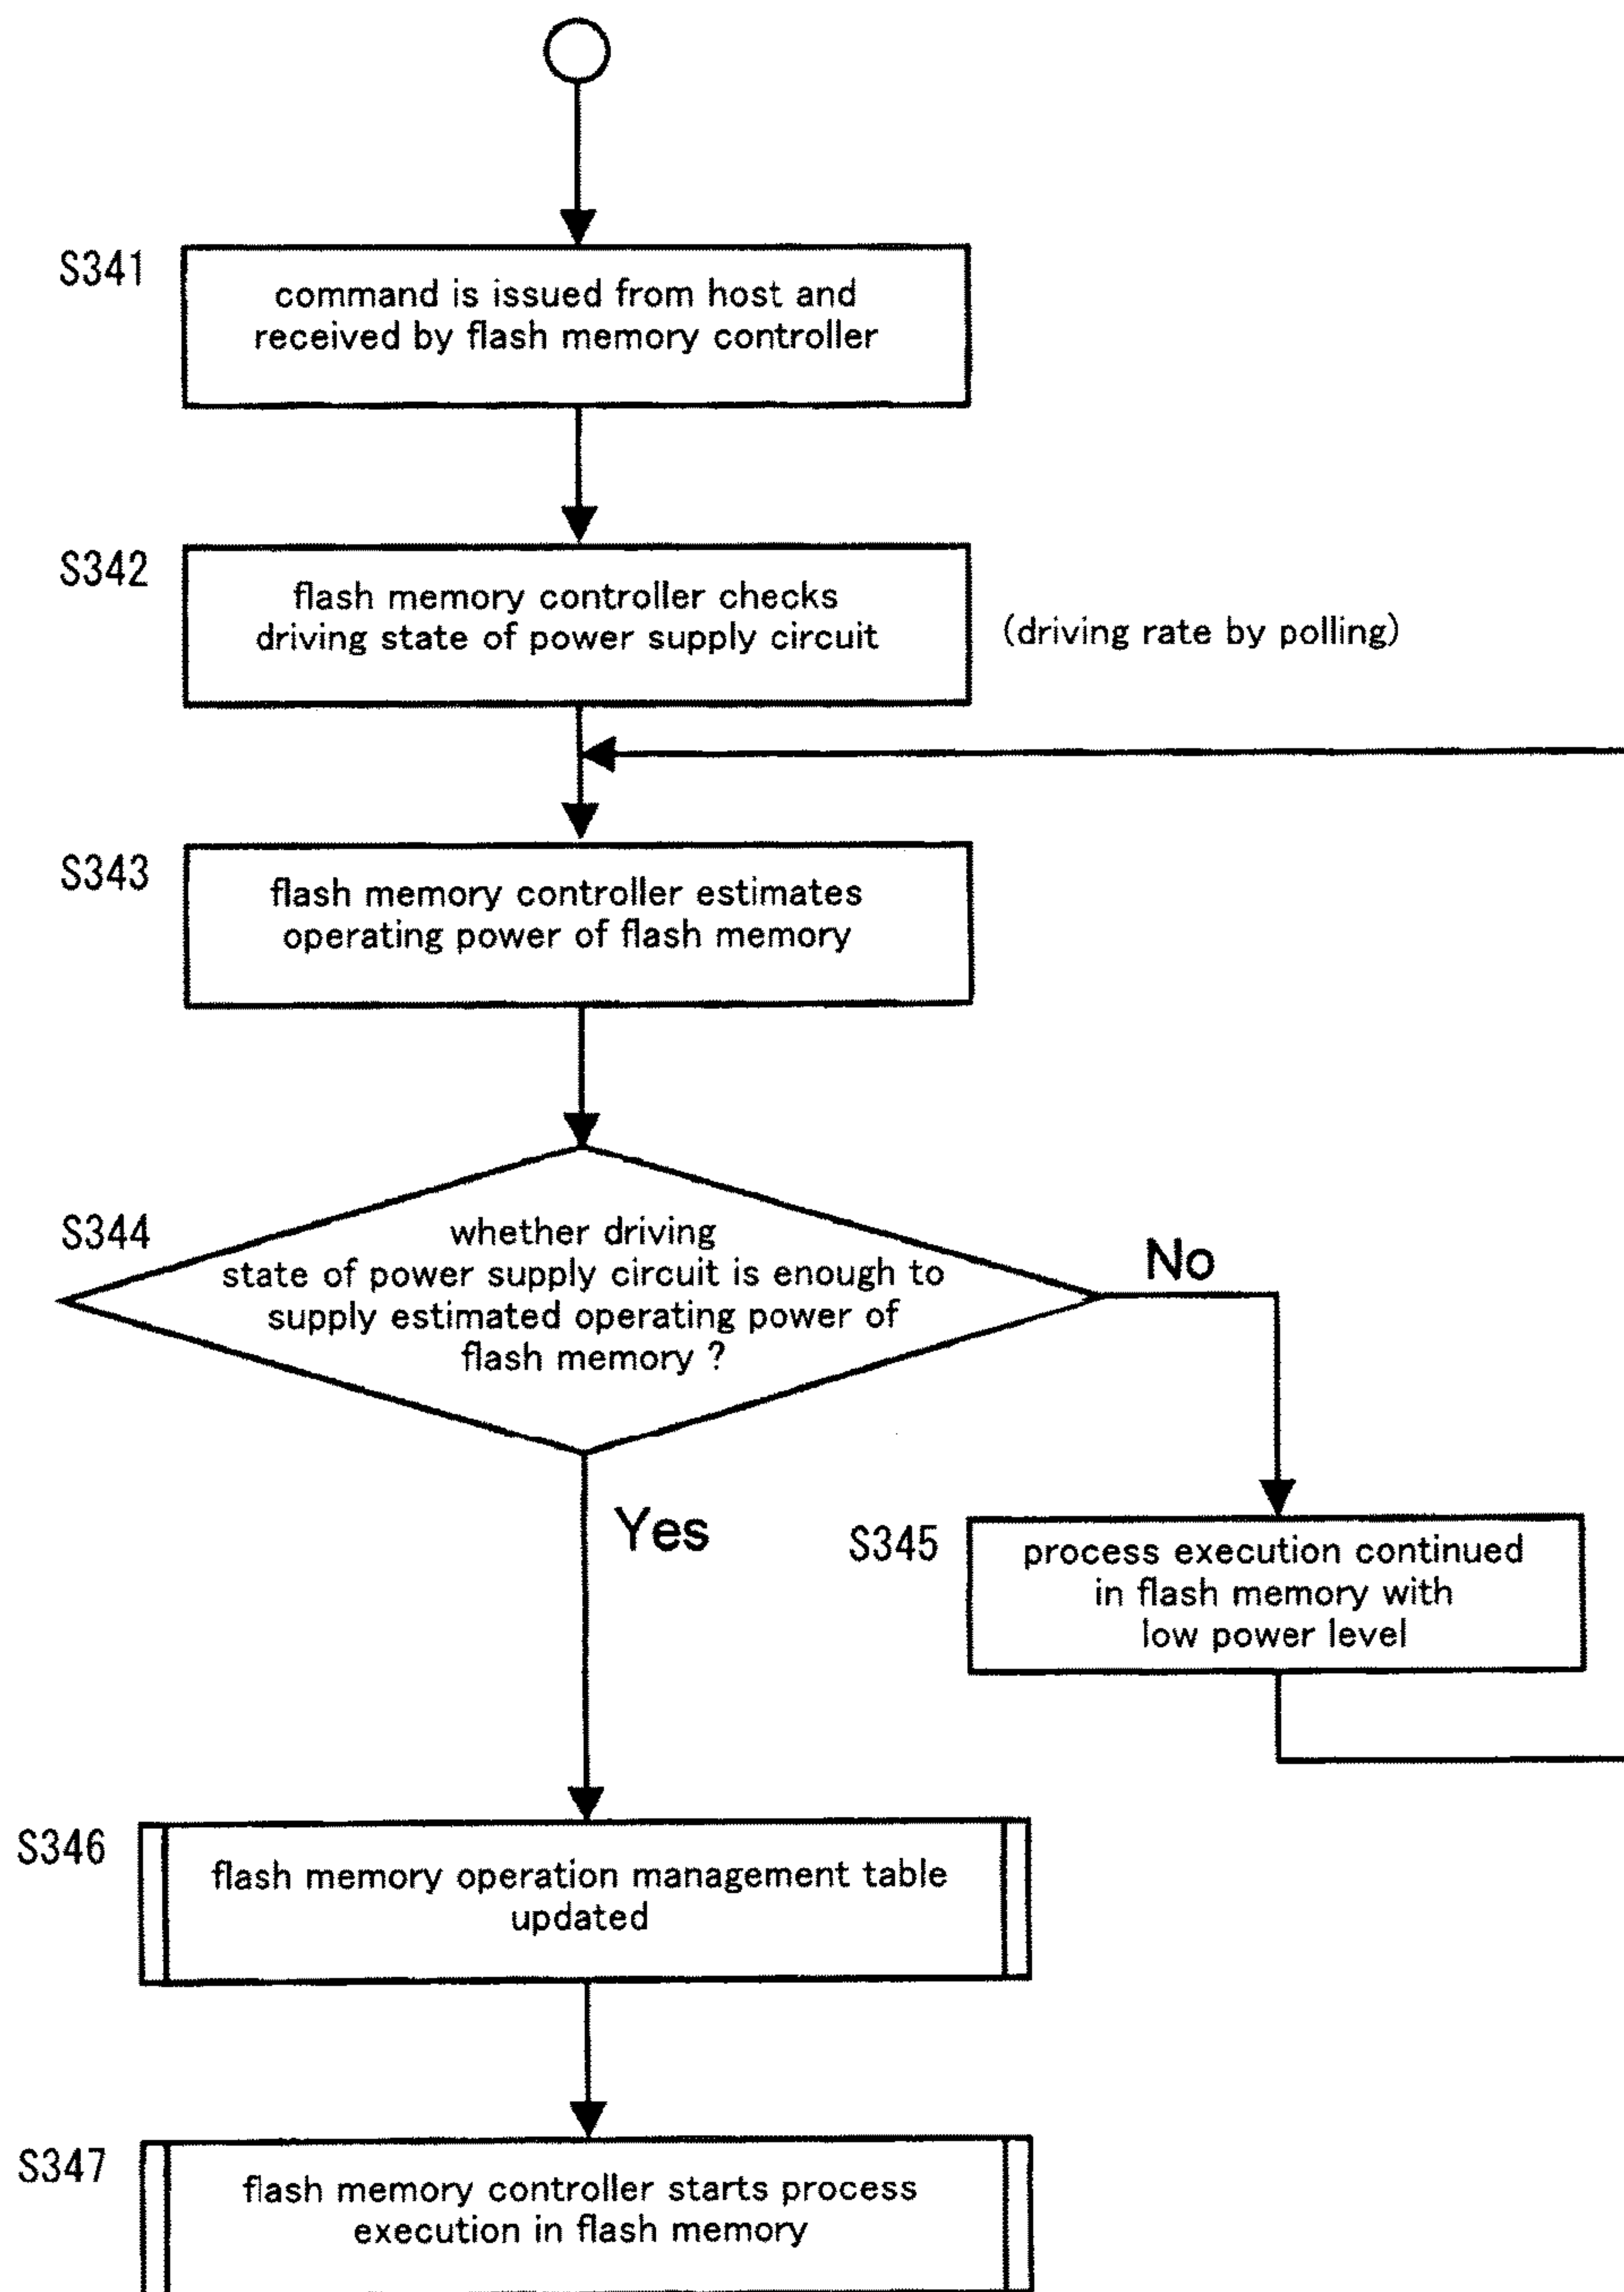 S341
command is issued from host and
received by flash memory controller
S342
flash memory controller checks
driving state of power supply circuit
(driving rate by polling)
S343
flash memory controller estimates
operating power of flash memory
S344
whether driving
state of power supply circuit is enough to
supply estimated operating power of
flash memory ?
No
Yes
S345
process execution continued
in flash memory with
low power level
S346
flash memory operation management table
updated
S347
flash memory controller starts process
execution in flash memory